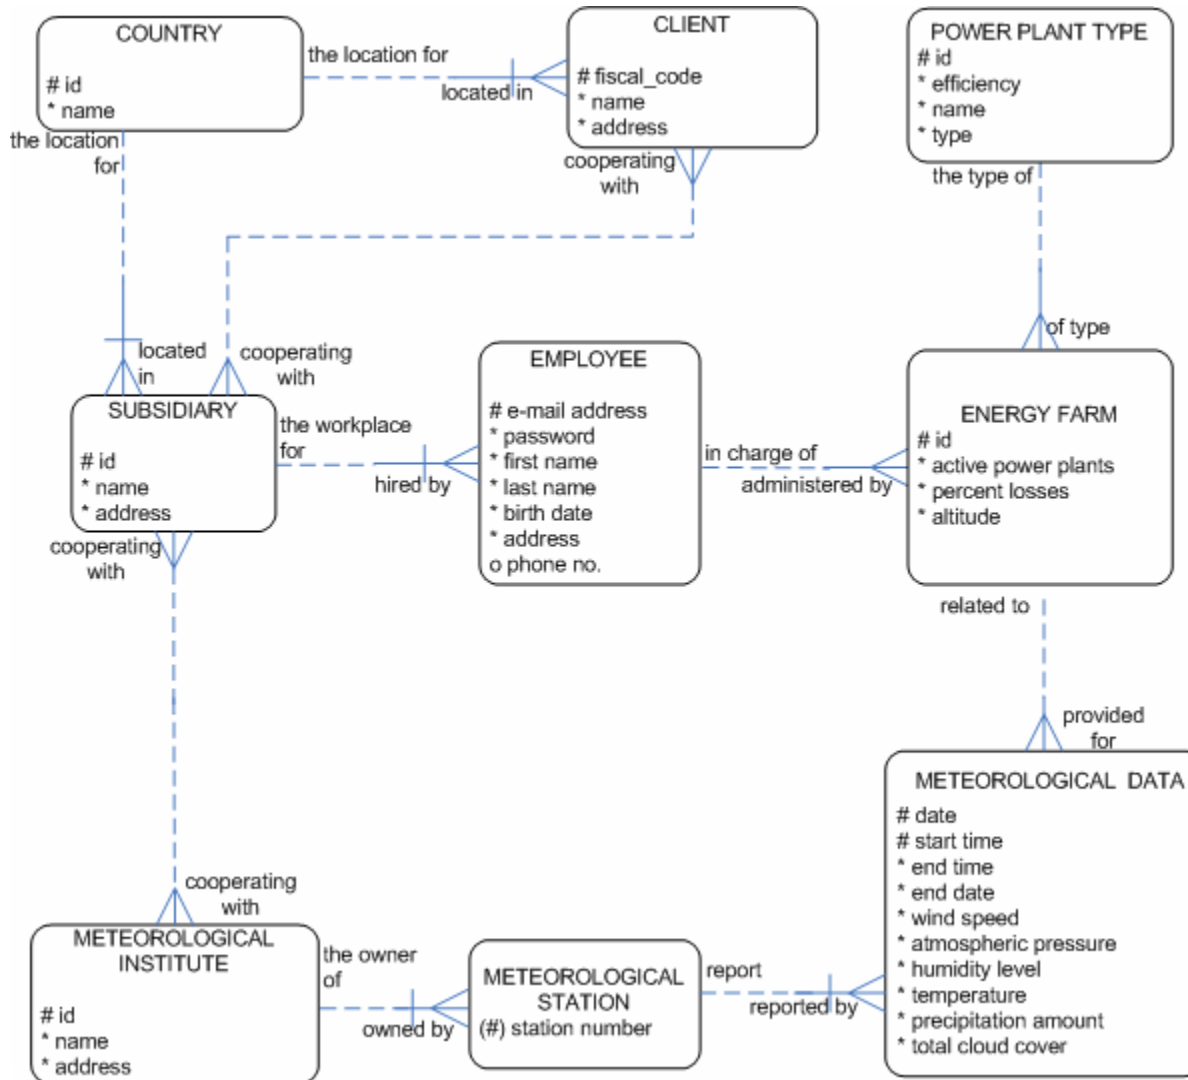 COUNTRY
# id
* name
the location for
located in
CLIENT
# fiscal_code
* name
* address
POWER PLANT TYPE
# id
* efficiency
* name
* type
the location
for
cooperating
with
the type of
located
in
cooperating
with
of type
SUBSIDIARY
# id
* name
* address
the workplace
for
hired by
EMPLOYEE
# e-mail address
* password
* first name
* last name
* birth date
* address
o phone no.
in charge of
administered by
ENERGY FARM
# id
* active power plants
* percent losses
* altitude
cooperating
with
related to
provided
for
cooperating
with
METEOROLOGICAL
INSTITUTE
# id
* name
* address
the owner
of
owned by
METEOROLOGICAL
STATION
(#) station number
report
reported by
METEOROLOGICAL DATA
# date
# start time
* end time
* end date
* wind speed
* atmospheric pressure
* humidity level
* temperature
* precipitation amount
* total cloud cover